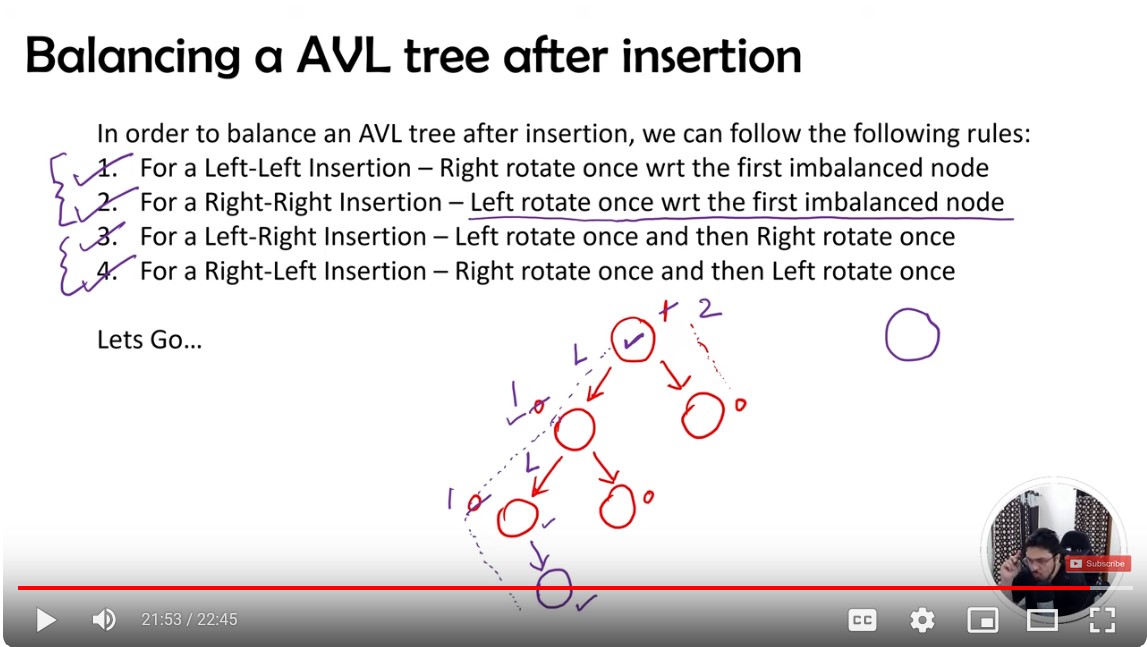 Balancing a AVL tree after insertion
In order to balance an AVL tree after insertion, we can follow the following rules:
1. For a Left-Left Insertion – Right rotate once wrt the first imbalanced node
2. For a Right-Right Insertion – Left rotate once wrt the first imbalanced node
3. For a Left-Right Insertion – Left rotate once and then Right rotate once
4. For a Right-Left Insertion – Right rotate once and then Left rotate once
Lets Go...
2
L
1 0
0
L
1 0
0
Subscribe
21:53 / 22:45
CC